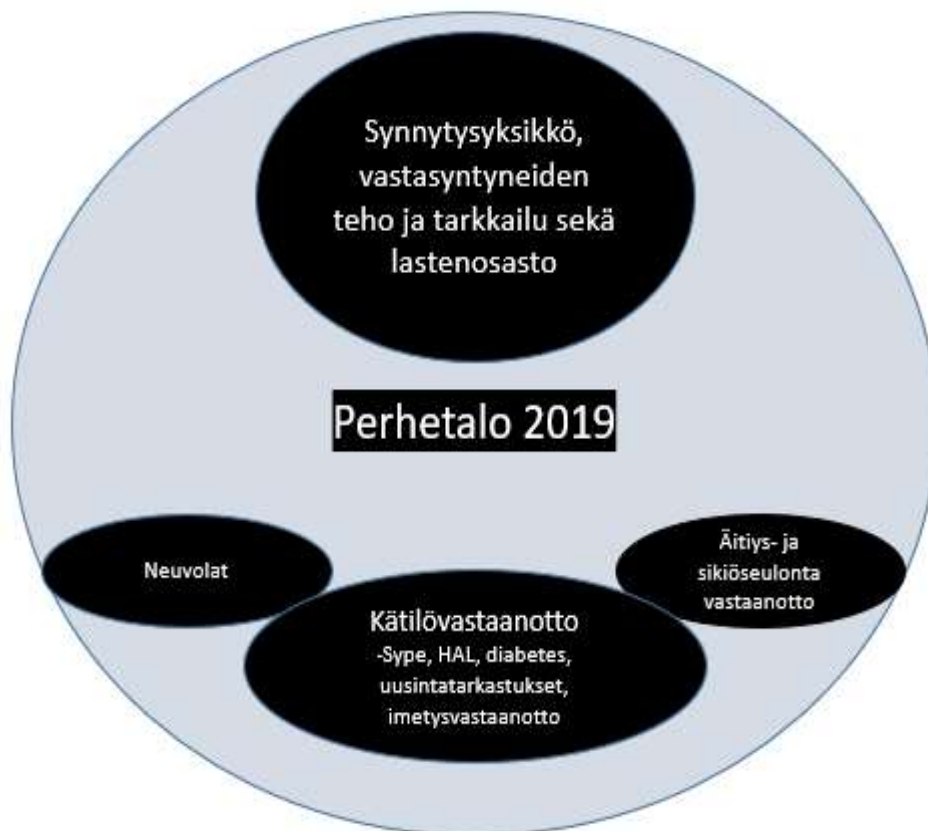 Synnytysyksikkö,
vastasyntyneiden
teho ja tarkkailu sekä
lastenosasto
Perhetalo 2019
Neuvolat
Äitiys- ja
sikiöseulonta
vastaanotto
Kätilövastaanotto
-Sype, HAL, diabetes,
uusintatarkastukset,
imetysvastaanotto